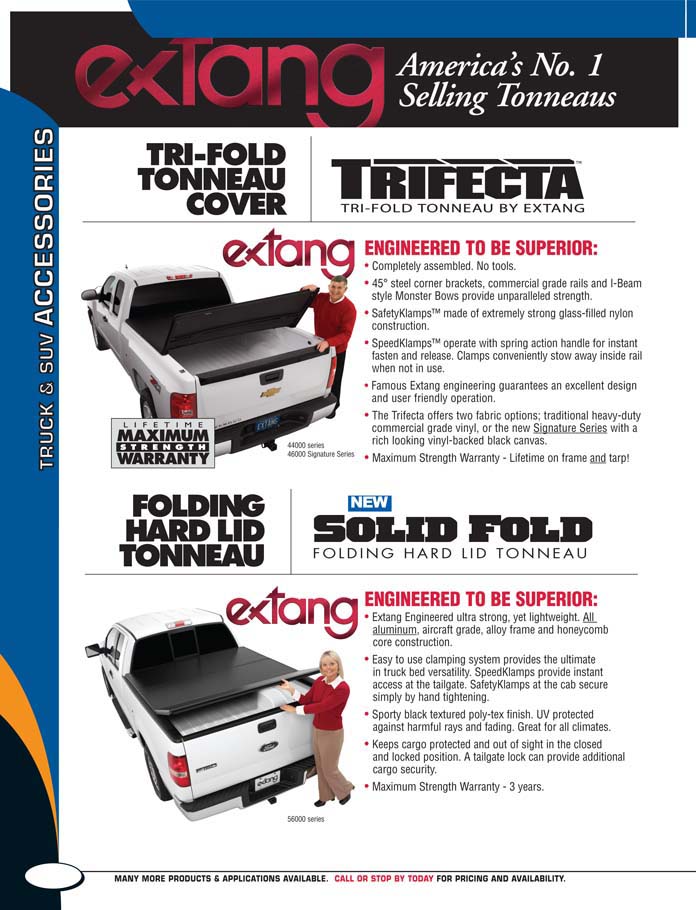 extang
America's No. 1
Selling Tonneaus
TRUCK & SUV ACCESSORIES
TRI-FOLD
TONNEAU
COVER
TRIFECTA™
TRI-FOLD TONNEAU BY EXTANG
extang
ENGINEERED TO BE SUPERIOR:
• Completely assembled. No tools.
• 45° steel corner brackets, commercial grade rails and I-Beam
style Monster Bows provide unparalleled strength.
• SafetyKlamps™ made of extremely strong glass-filled nylon
construction.
• SpeedKlamps™ operate with spring action handle for instant
fasten and release. Clamps conveniently stow away inside rail
when not in use.
• Famous Extang engineering guarantees an excellent design
and user friendly operation.
• The Trifecta offers two fabric options; traditional heavy-duty
commercial grade vinyl, or the new Signature Series with a
rich looking vinyl-backed black canvas.
• Maximum Strength Warranty - Lifetime on frame and tarp!
EXTANG
LIFETIME
MAXIMUM
STRENGTH
WARRANTY
44000 series
46000 Signature Series
FOLDING
HARD LID
TONNEAU
NEW
SOLID FOLD
FOLDING HARD LID TONNEAU
extang
ENGINEERED TO BE SUPERIOR:
• Extang Engineered ultra strong, yet lightweight. All
aluminum, aircraft grade, alloy frame and honeycomb
core construction.
• Easy to use clamping system provides the ultimate
in truck bed versatility. SpeedKlamps provide instant
access at the tailgate. SafetyKlamps at the cab secure
simply by hand tightening.
• Sporty black textured poly-tex finish. UV protected
against harmful rays and fading. Great for all climates.
• Keeps cargo protected and out of sight in the closed
and locked position. A tailgate lock can provide additional
cargo security.
• Maximum Strength Warranty - 3 years.
Ford
extang
56000 series
MANY MORE PRODUCTS & APPLICATIONS AVAILABLE. CALL OR STOP BY TODAY FOR PRICING AND AVAILABILITY.